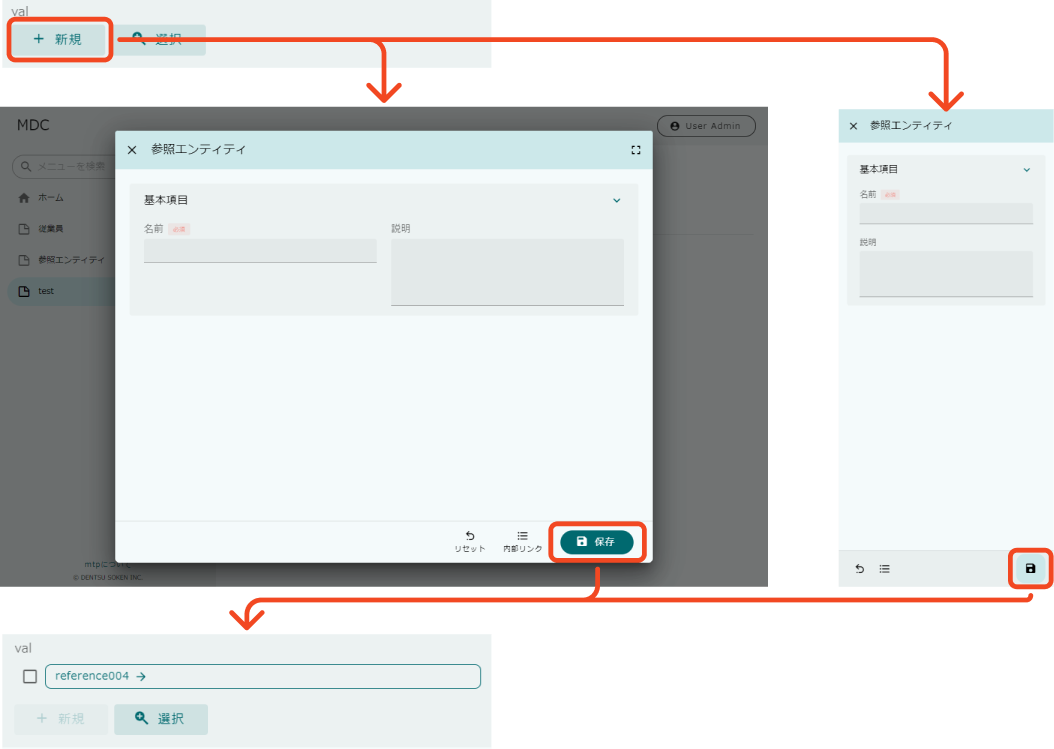 val
+ 新規
選択
MDC
User Admin
メニューを検索
ホーム
従業員
参照エンティティ
test
参照エンティティ
基本項目
名前 必須
説明
リセット
内部リンク
保存
mtpについて
© DENTSU SOKEN INC.
参照エンティティ
基本項目
名前 必須
説明
val
reference004 →
+ 新規
選択